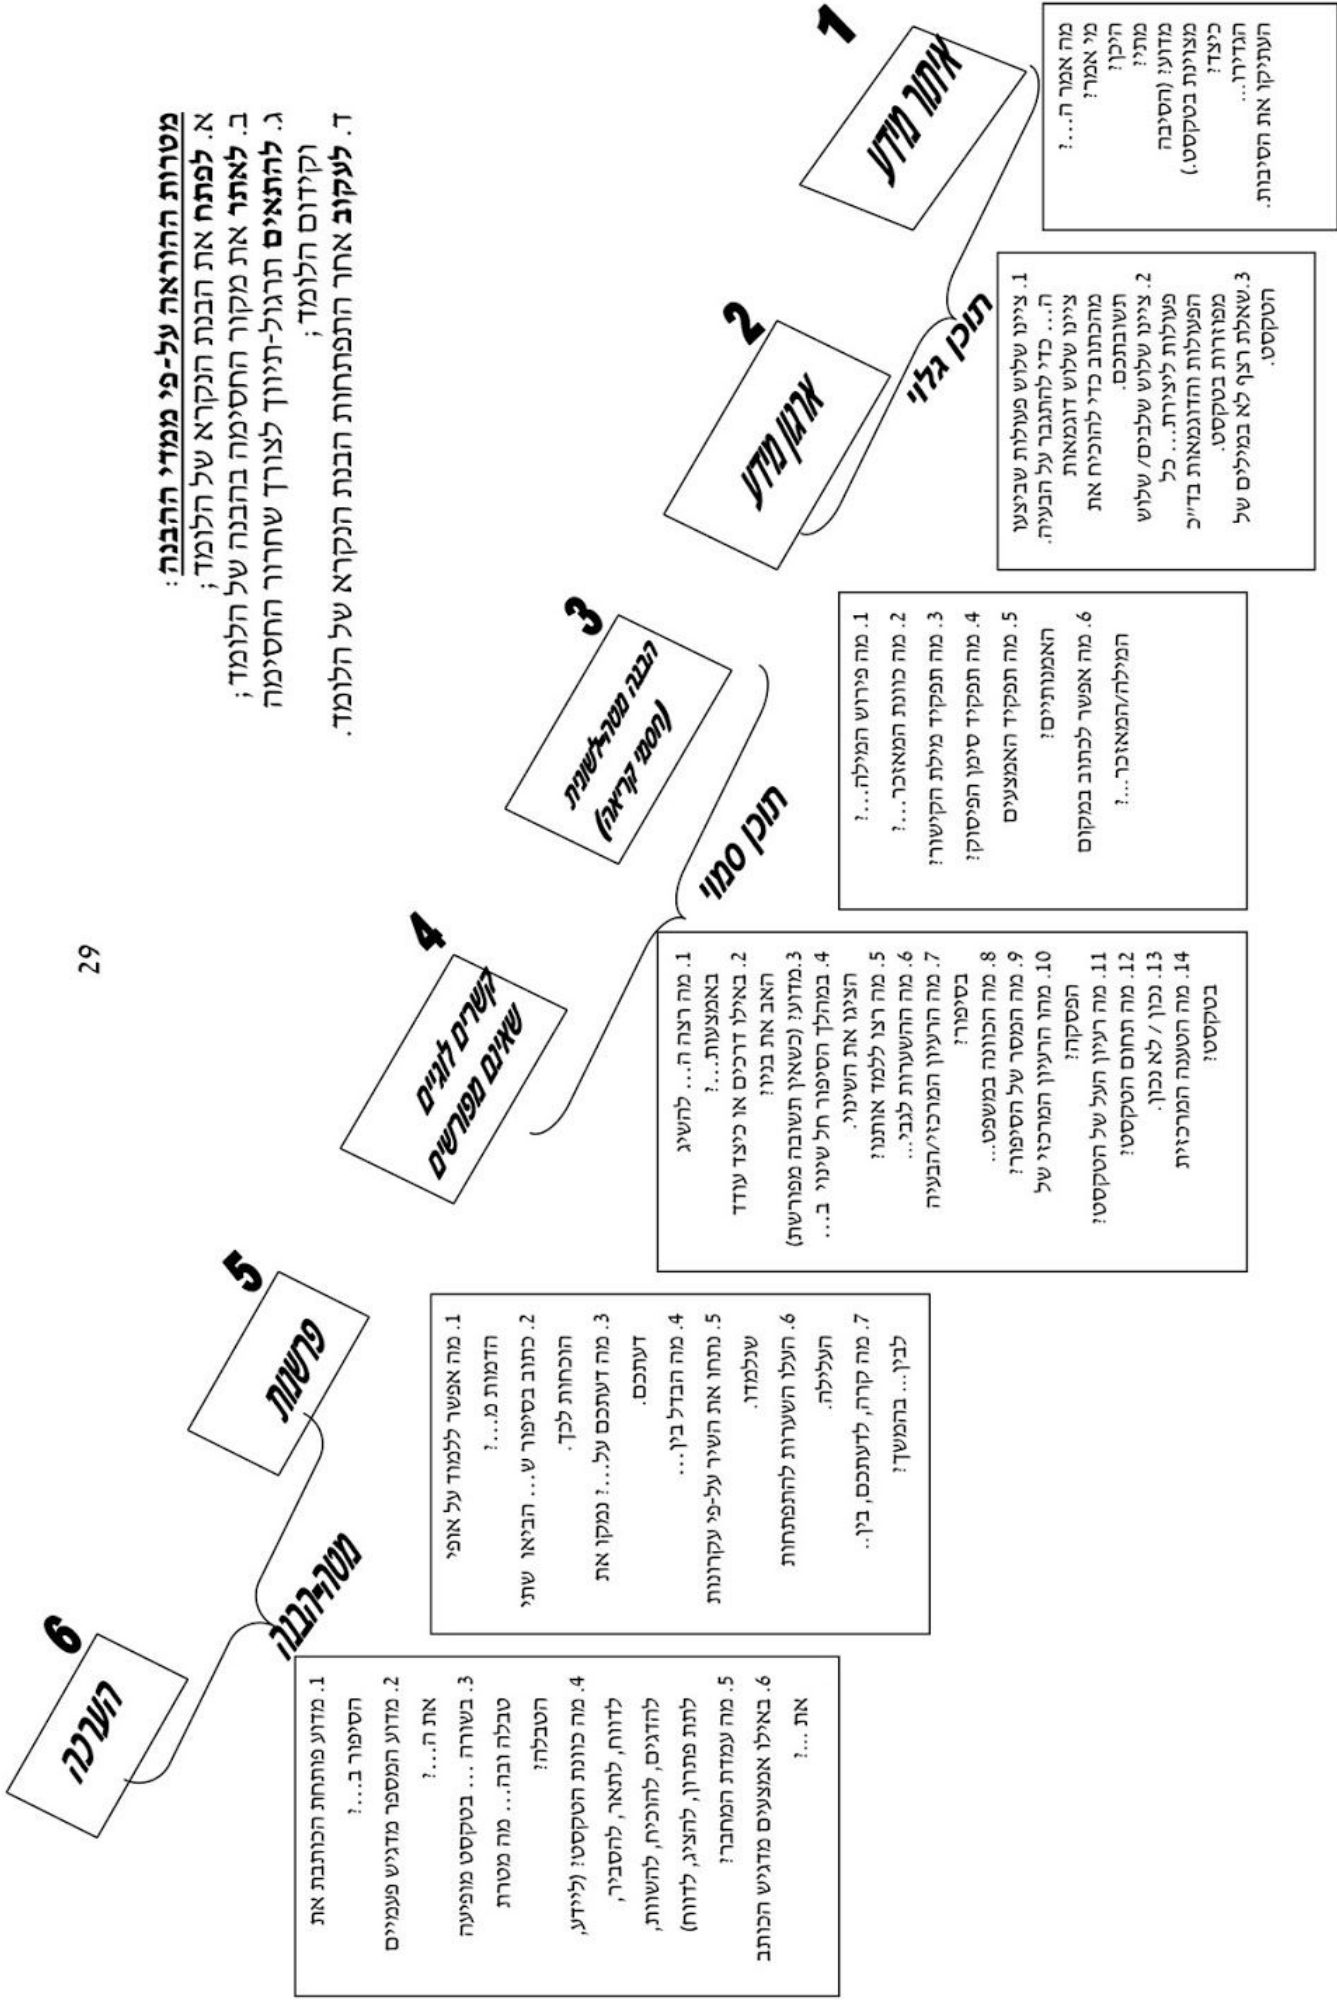 29
מטרות ההוראה על-פי ממדי ההבנה:
א. לפתח את הבנת הנקרא של הלומד;
ב. לאתר את מקור החסימה בהבנה של הלומד;
ג. להתאים תרגול-תיווך לצורך שחרור החסימה
וקידום הלומד;
ד. לעקוב אחר התפתחות הבנת הנקרא של הלומד.
1
איתור מידע
מה אמר ה....?
מי אמר?
היכן?
מתי?
מדוע? (הסיבה
מצוינת בטקסט.)
כיצד?
הגדירו...
העתיקו את הסיבות.
2
ארגון מידע
תוכן גלוי
1. ציינו שלוש פעולות שביצעו
ה.... כדי להתגבר על הבעיה.
ציינו שלוש דוגמאות
מהכתוב כדי להוכיח את
תשובתכם.
2. ציינו שלוש שלבים/ שלוש
פעולות ליצירת.... כל
הפעולות והדוגמאות בד"כ
מפוזרות בטקסט.
3.שאלת רצף לא במילים של
הטקסט.
3
הבנה מטה-לשונית
(חסמי קריאה)
1. מה פירוש המילה...?
2. מה כוונת המאזכר...?
3. מה תפקיד מילת הקישור?
4. מה תפקיד סימן הפיסוק?
5. מה תפקיד האמצעים
האמנותיים?
6. מה אפשר לכתוב במקום
המילה/המאזכר...?
תוכן סמוי
4
קשרים לוגיים
שאינם מפורשים
1. מה רצה ה... להשיג
באמצעות....?
2. באילו דרכים או כיצד עודד
האב את בניו?
3.מדוע? (כשאין תשובה מפורשת)
4. במהלך הסיפור חל שינוי ב....
הציגו את השינוי.
5. מה רצו ללמד אותנו?
6. מה ההשערות לגבי...
7. מה הרעיון המרכזי/הבעיה
בסיפור?
8. מה הכוונה במשפט...
9. מה המסר של הסיפור?
10. מהו הרעיון המרכזי של
הפסקה?
11. מה רעיון העל של הטקסט?
12. מה תחום הטקסט?
13. נכון / לא נכון.
14. מה הטענה המרכזית
בטקסט?
5
פרשנות
1. מה אפשר ללמוד על אופי
הדמות מ....?
2. כתוב בסיפור ש... הביאו שתי
הוכחות לכך.
3. מה דעתכם על...? נמקו את
דעתכם.
4. מה הבדל בין...
5. נתחו את השיר על-פי עקרונות
שנלמדו.
6. העלו השערות להתפתחות
העלילה.
7. מה קרה, לדעתכם, בין..
לבין... בהמשך?
מטה-הבנה
6
הערכה
1. מדוע פותחת הכותבת את
הסיפור ב....?
2. מדוע המספר מדגיש פעמיים
את ה...?
3. בשורה ... בטקסט מופיעה
טבלה ובה... מה מטרת
הטבלה?
4. מה כוונת הטקסט? (ליידע,
לדווח, לתאר, להסביר,
להדגים, להוכיח, להשוות,
לתת פתרון, להציג, לדווח)
5. מה עמדת המחבר?
6. באילו אמצעים מדגיש הכותב
את ...?